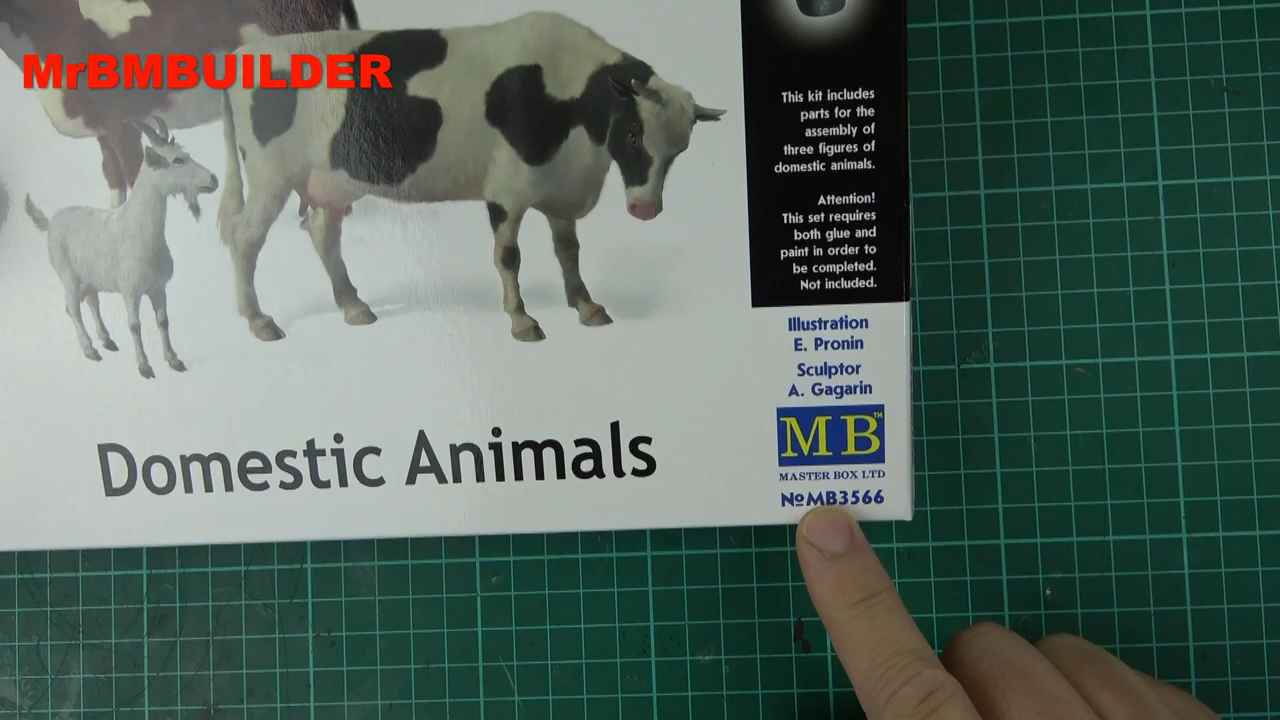 MrBMBUILDER
This kit includes
parts for the
assembly of
three figures of
domestic animals.
Attention!
This set requires
both glue and
paint in order to
be completed.
Not included.
Illustration
E. Pronin
Sculptor
A. Gagarin
MB™
MASTER BOX LTD
№MB3566
Domestic Animals